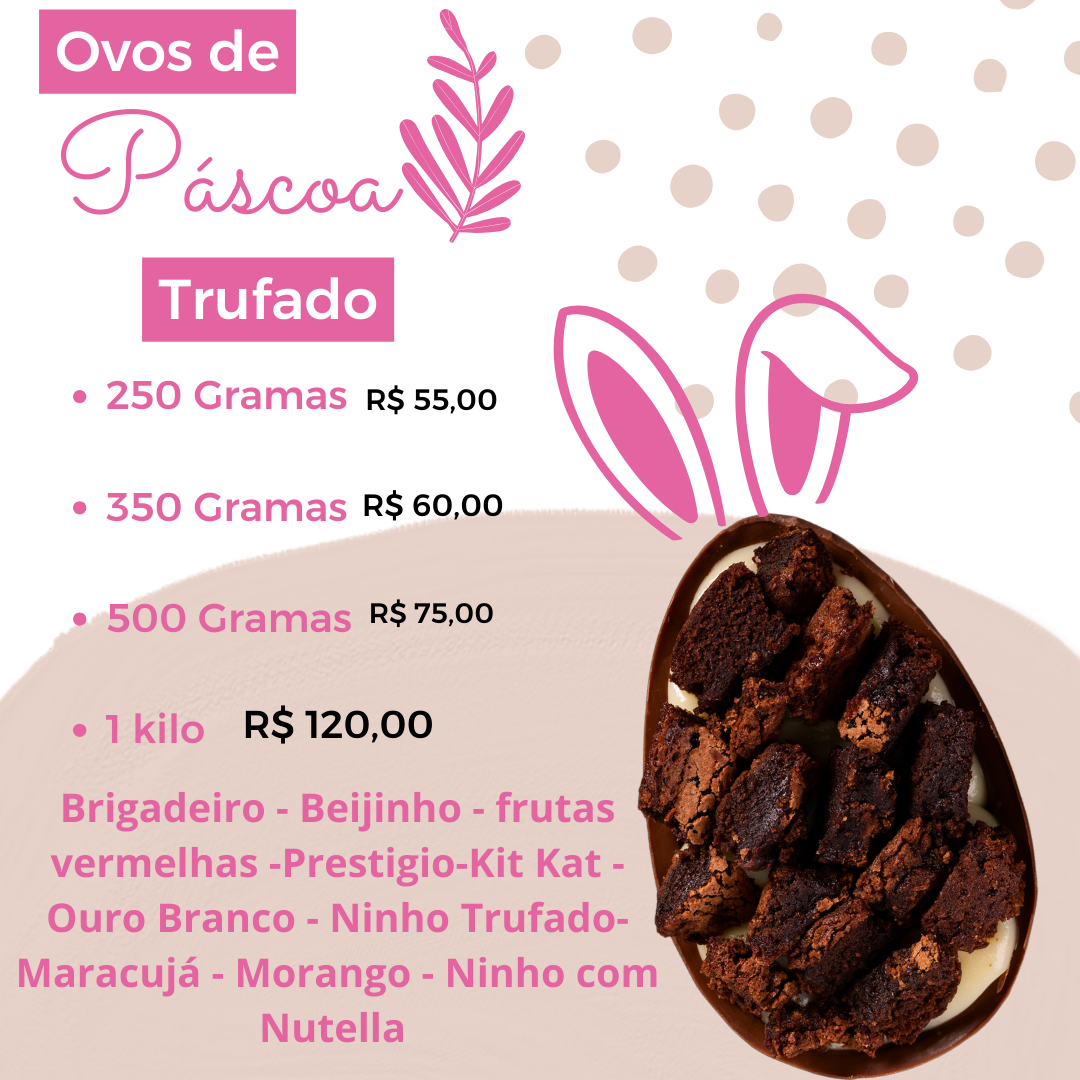 Ovos de
Páscoa
Trufado
• 250 Gramas R$ 55,00
• 350 Gramas R$ 60,00
• 500 Gramas R$ 75,00
• 1 kilo R$ 120,00
Brigadeiro - Beijinho - frutas
vermelhas -Prestigio-Kit Kat -
Ouro Branco - Ninho Trufado-
Maracujá - Morango - Ninho com
Nutella